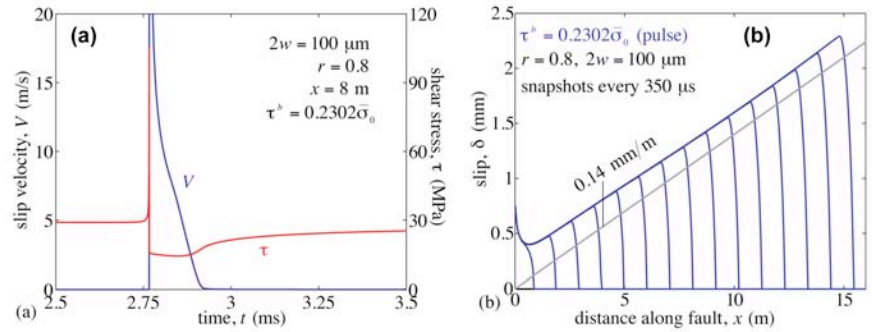 (a)
2w = 100 μm
r = 0.8
x = 8 m
τᵇ = 0.2302σ̄₀
slip velocity, V (m/s)
20
15
10
5
0
V
τ
120
90
60
30
0
shear stress, τ (MPa)
2.5
2.75
3
3.25
3.5
(a)
time, t (ms)
(b)
τᵇ = 0.2302σ̄₀ (pulse)
r = 0.8, 2w = 100 μm
snapshots every 350 μs
0.14 mm/m
slip, δ (mm)
2.5
2
1.5
1
0.5
0
0
5
10
15
(b)
distance along fault, x (m)